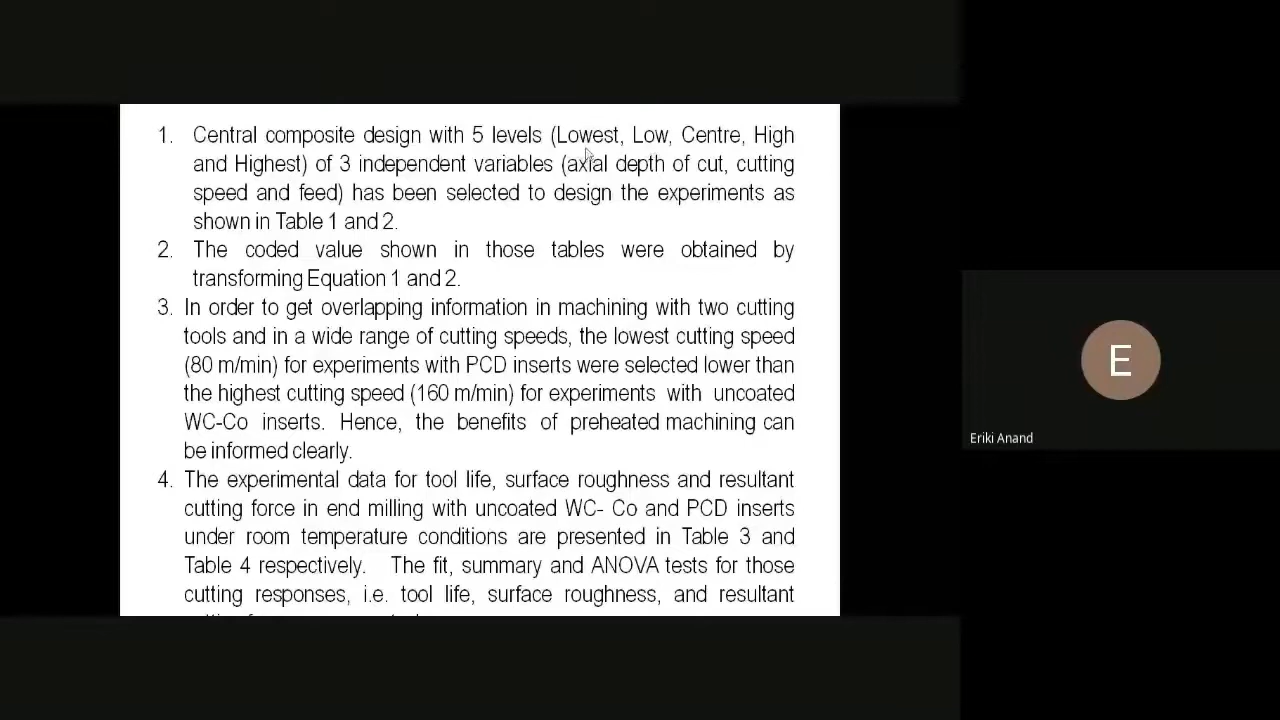 1. Central composite design with 5 levels (Lowest, Low, Centre, High
and Highest) of 3 independent variables (axial depth of cut, cutting
speed and feed) has been selected to design the experiments as
shown in Table 1 and 2.
2. The coded value shown in those tables were obtained by
transforming Equation 1 and 2.
3. In order to get overlapping information in machining with two cutting
tools and in a wide range of cutting speeds, the lowest cutting speed
(80 m/min) for experiments with PCD inserts were selected lower than
the highest cutting speed (160 m/min) for experiments with uncoated
WC-Co inserts. Hence, the benefits of preheated machining can
be informed clearly.
4. The experimental data for tool life, surface roughness and resultant
cutting force in end milling with uncoated WC- Co and PCD inserts
under room temperature conditions are presented in Table 3 and
Table 4 respectively. The fit, summary and ANOVA tests for those
cutting responses, i.e. tool life, surface roughness, and resultant
E
Eriki Anand